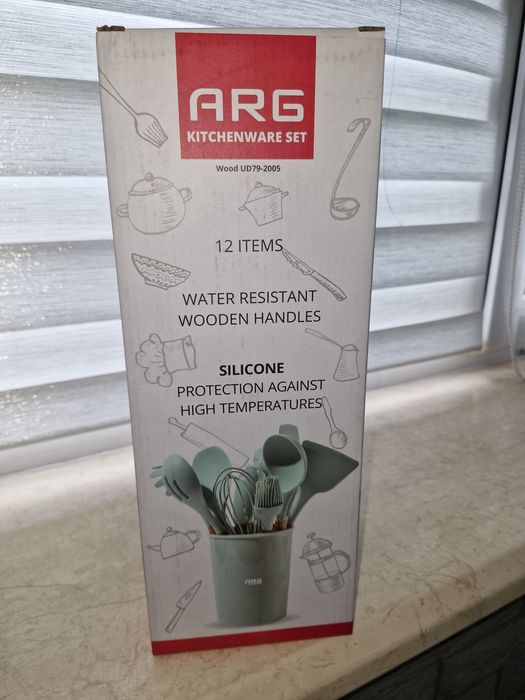 ARG
KITCHENWARE SET
Wood UD79-2005
12 ITEMS
WATER RESISTANT
WOODEN HANDLES
SILICONE
PROTECTION AGAINST
HIGH TEMPERATURES
ARG